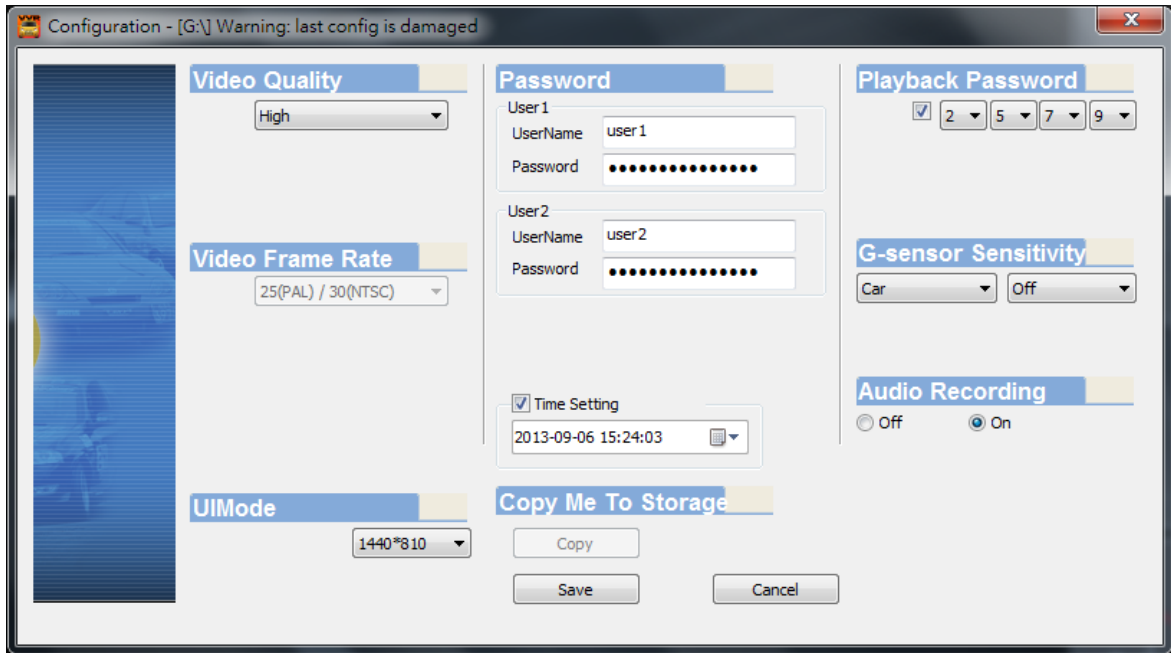 Configuration - [G:\] Warning: last config is damaged
Video Quality
High
Video Frame Rate
25(PAL) / 30(NTSC)
UIMode
1440*810
Password
User1
UserName user1
Password •••••••••••••••
User2
UserName user2
Password •••••••••••••••
Time Setting
2013-09-06 15:24:03
Copy Me To Storage
Copy
Save Cancel
Playback Password
2 5 7 9
G-sensor Sensitivity
Car Off
Audio Recording
Off On